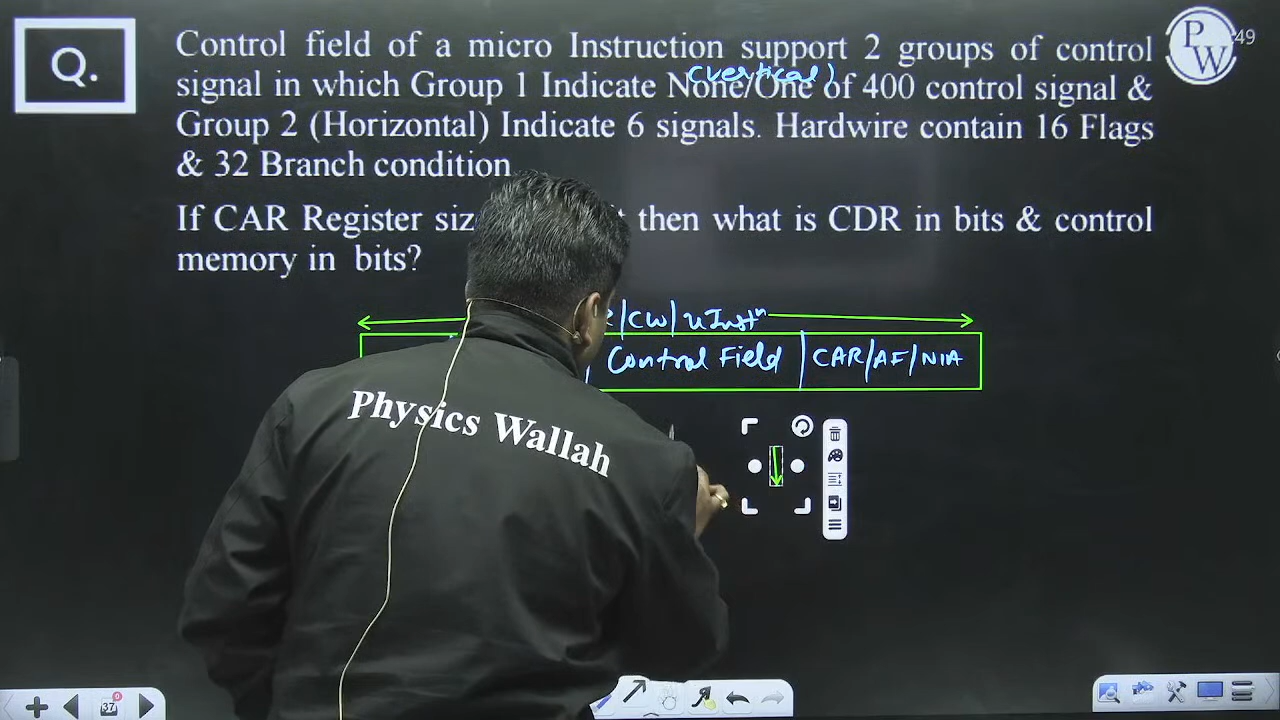 Q.
Control field of a micro Instruction support 2 groups of control
(vertical)
signal in which Group 1 Indicate None/One of 400 control signal &
Group 2 (Horizontal) Indicate 6 signals. Hardwire contain 16 Flags
& 32 Branch condition
If CAR Register then what is CDR in bits & control
memory in bits?
PW
49
/CW/uInstⁿ
Control Field
CAR/AF/NIA
Physics Wallah
37